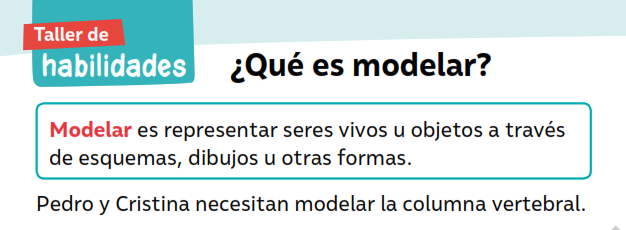 Taller de
habilidades
¿Qué es modelar?
Modelar es representar seres vivos u objetos a través
de esquemas, dibujos u otras formas.
Pedro y Cristina necesitan modelar la columna vertebral.